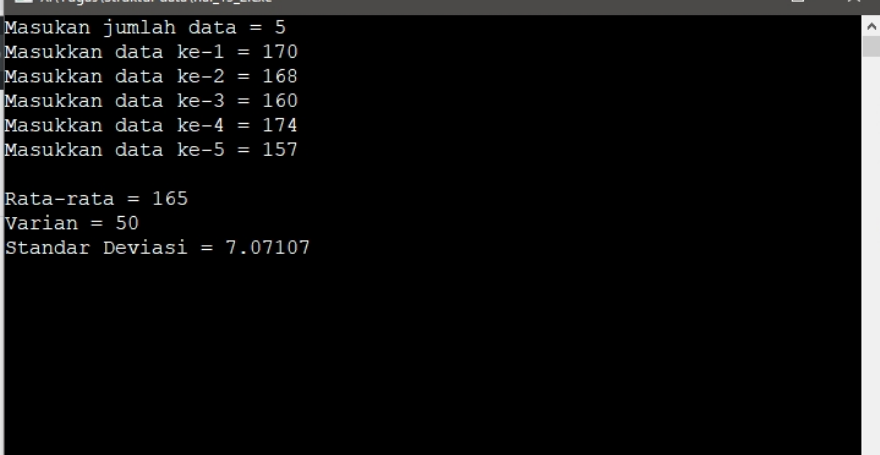 Masukan jumlah data = 5
Masukkan data ke-1 = 170
Masukkan data ke-2 = 168
Masukkan data ke-3 = 160
Masukkan data ke-4 = 174
Masukkan data ke-5 = 157
Rata-rata = 165
Varian = 50
Standar Deviasi = 7.07107